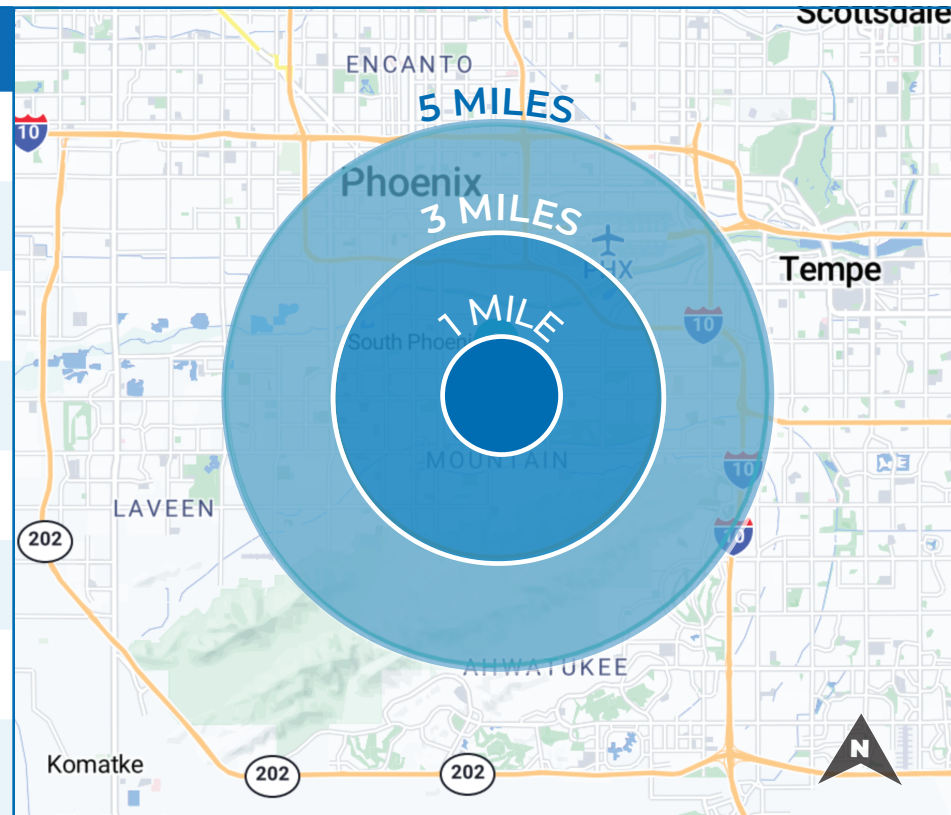 Scottsdale
ENCANTO
5 MILES
10
Phoenix
3 MILES
PHX
Tempe
1 MILE
10
South Phoenix
MOUNTAIN
10
LAVEEN
10
202
AHWATUKEE
N
Komatke
202
202